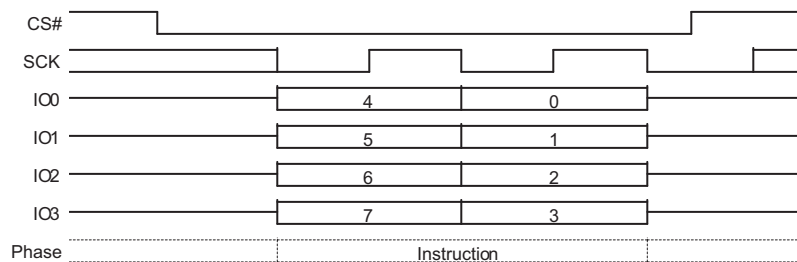 CS#
SCK
IO0 4 0
IO1 5 1
IO2 6 2
IO3 7 3
Phase Instruction